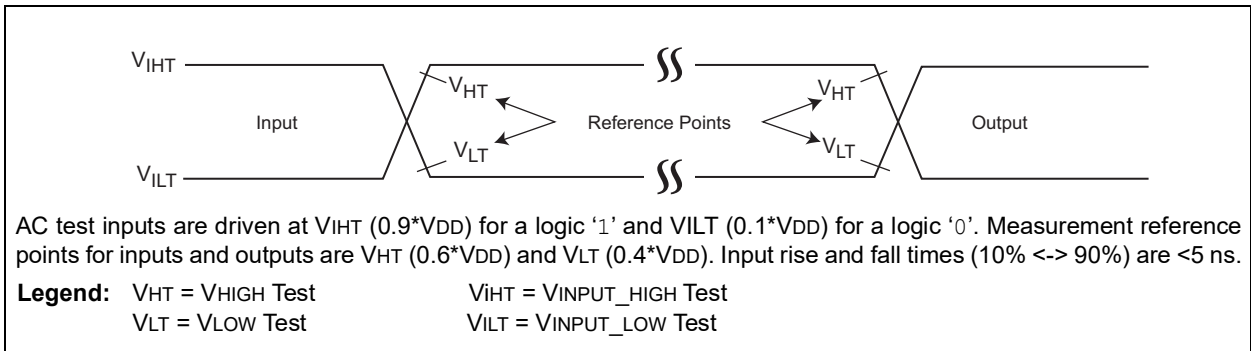 VIHT
VHT
VHT
Input
Reference Points
Output
VLT
VLT
VILT
AC test inputs are driven at VIHT (0.9*VDD) for a logic ‘1’ and VILT (0.1*VDD) for a logic ‘0’. Measurement reference
points for inputs and outputs are VHT (0.6*VDD) and VLT (0.4*VDD). Input rise and fall times (10% <-> 90%) are <5 ns.
Legend: VHT = VHIGH Test ViHT = VINPUT_HIGH Test
VLT = VLOW Test VILT = VINPUT_LOW Test